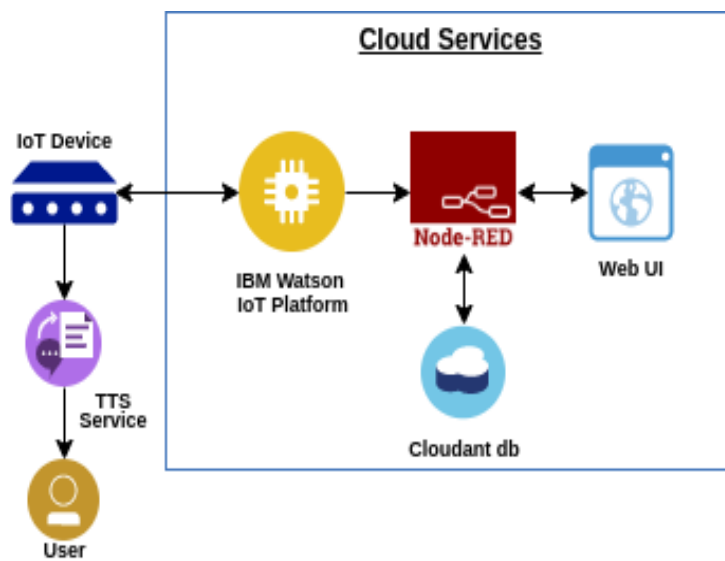 Cloud Services
IoT Device
Node-RED
IBM Watson
IoT Platform
Web UI
TTS
Service
Cloudant db
User